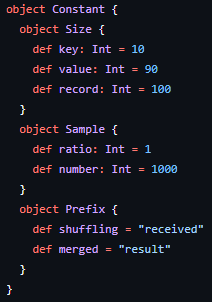 object Constant {
  object Size {
    def key: Int = 10
    def value: Int = 90
    def record: Int = 100
  }
  object Sample {
    def ratio: Int = 1
    def number: Int = 1000
  }
  object Prefix {
    def shuffling = "received"
    def merged = "result"
  }
}